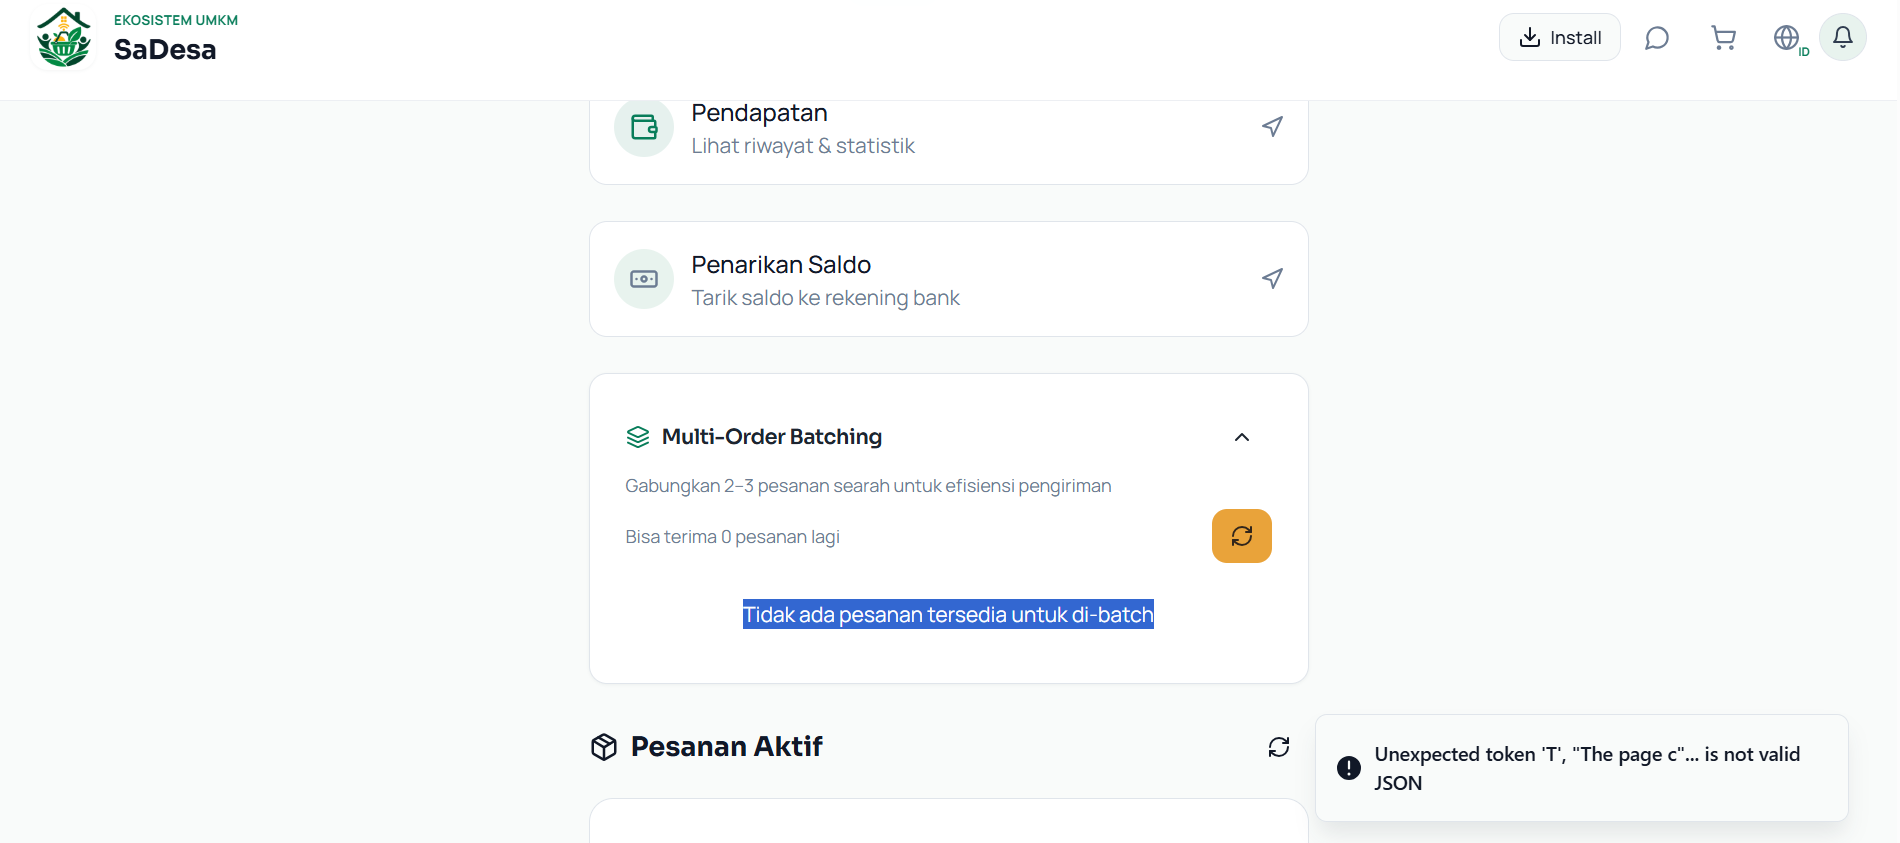 EKOSISTEM UMKM
SaDesa
Install
ID
Pendapatan
Lihat riwayat & statistik
Penarikan Saldo
Tarik saldo ke rekening bank
Multi-Order Batching
Gabungkan 2–3 pesanan searah untuk efisiensi pengiriman
Bisa terima 0 pesanan lagi
Tidak ada pesanan tersedia untuk di-batch
Pesanan Aktif
Unexpected token 'T', "The page c"... is not valid
JSON